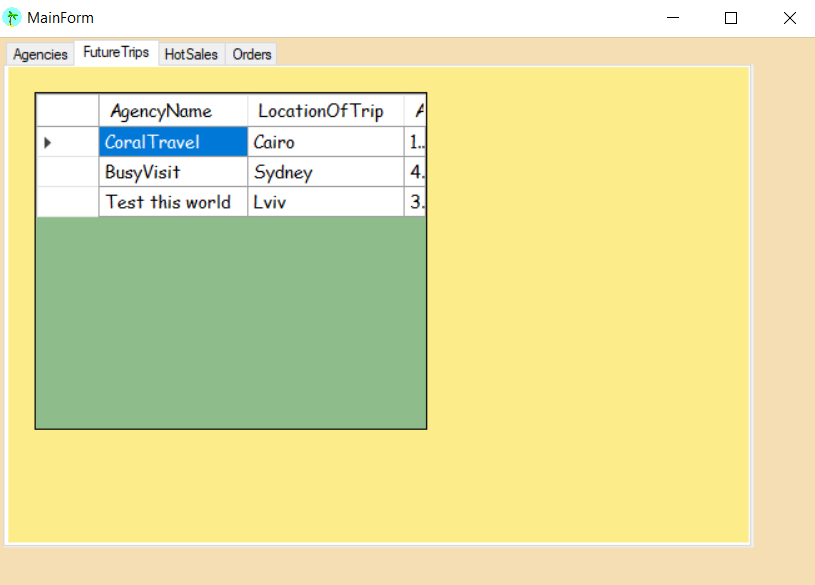 MainForm
Agencies FutureTrips HotSales Orders
AgencyName LocationOfTrip A
CoralTravel Cairo 1..
BusyVisit Sydney 4.
Test this world Lviv 3.